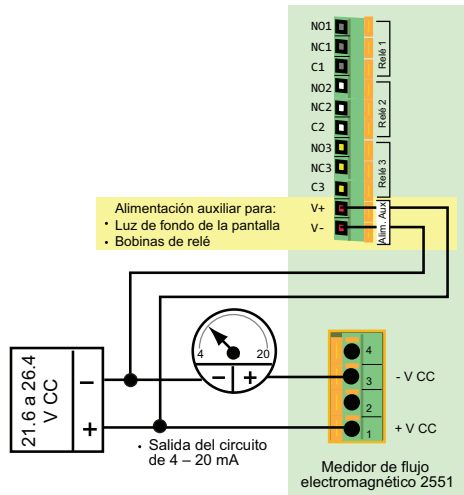 NO1
NC1
C1
Relé 1
NO2
NC2
C2
Relé 2
NO3
NC3
C3
Relé 3
V+
V-
Alim. Aux
Alimentación auxiliar para:
• Luz de fondo de la pantalla
• Bobinas de relé
4 20
– +
21.6 a 26.4
V CC
–
+
• Salida del circuito
de 4 – 20 mA
4
3
2
1
- V CC
+ V CC
Medidor de flujo
electromagnético 2551